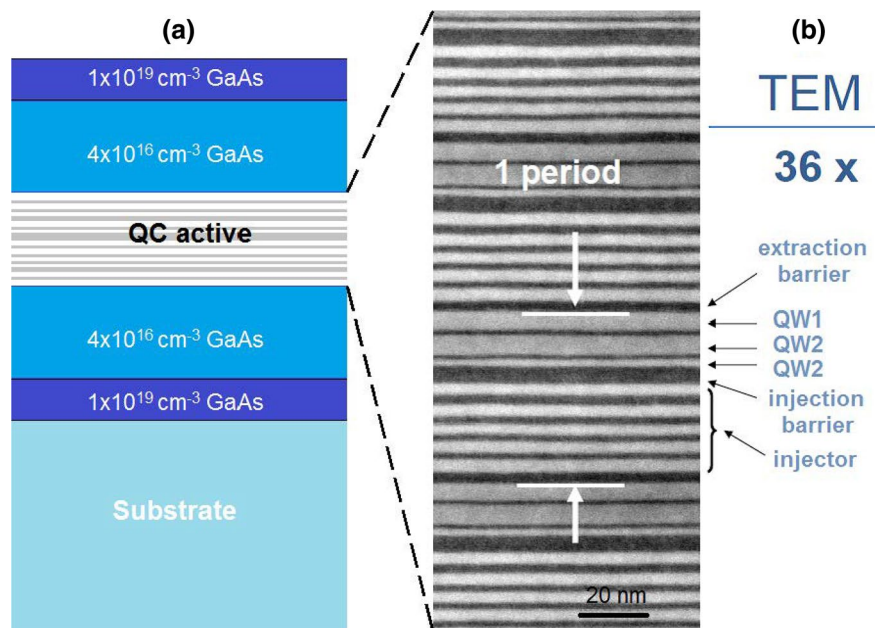 (a)
1x10¹⁹ cm⁻³ GaAs
4x10¹⁶ cm⁻³ GaAs
QC active
4x10¹⁶ cm⁻³ GaAs
1x10¹⁹ cm⁻³ GaAs
Substrate
1 period
20 nm
(b)
TEM
36 x
extraction
barrier
QW1
QW2
QW2
injection
barrier
injector